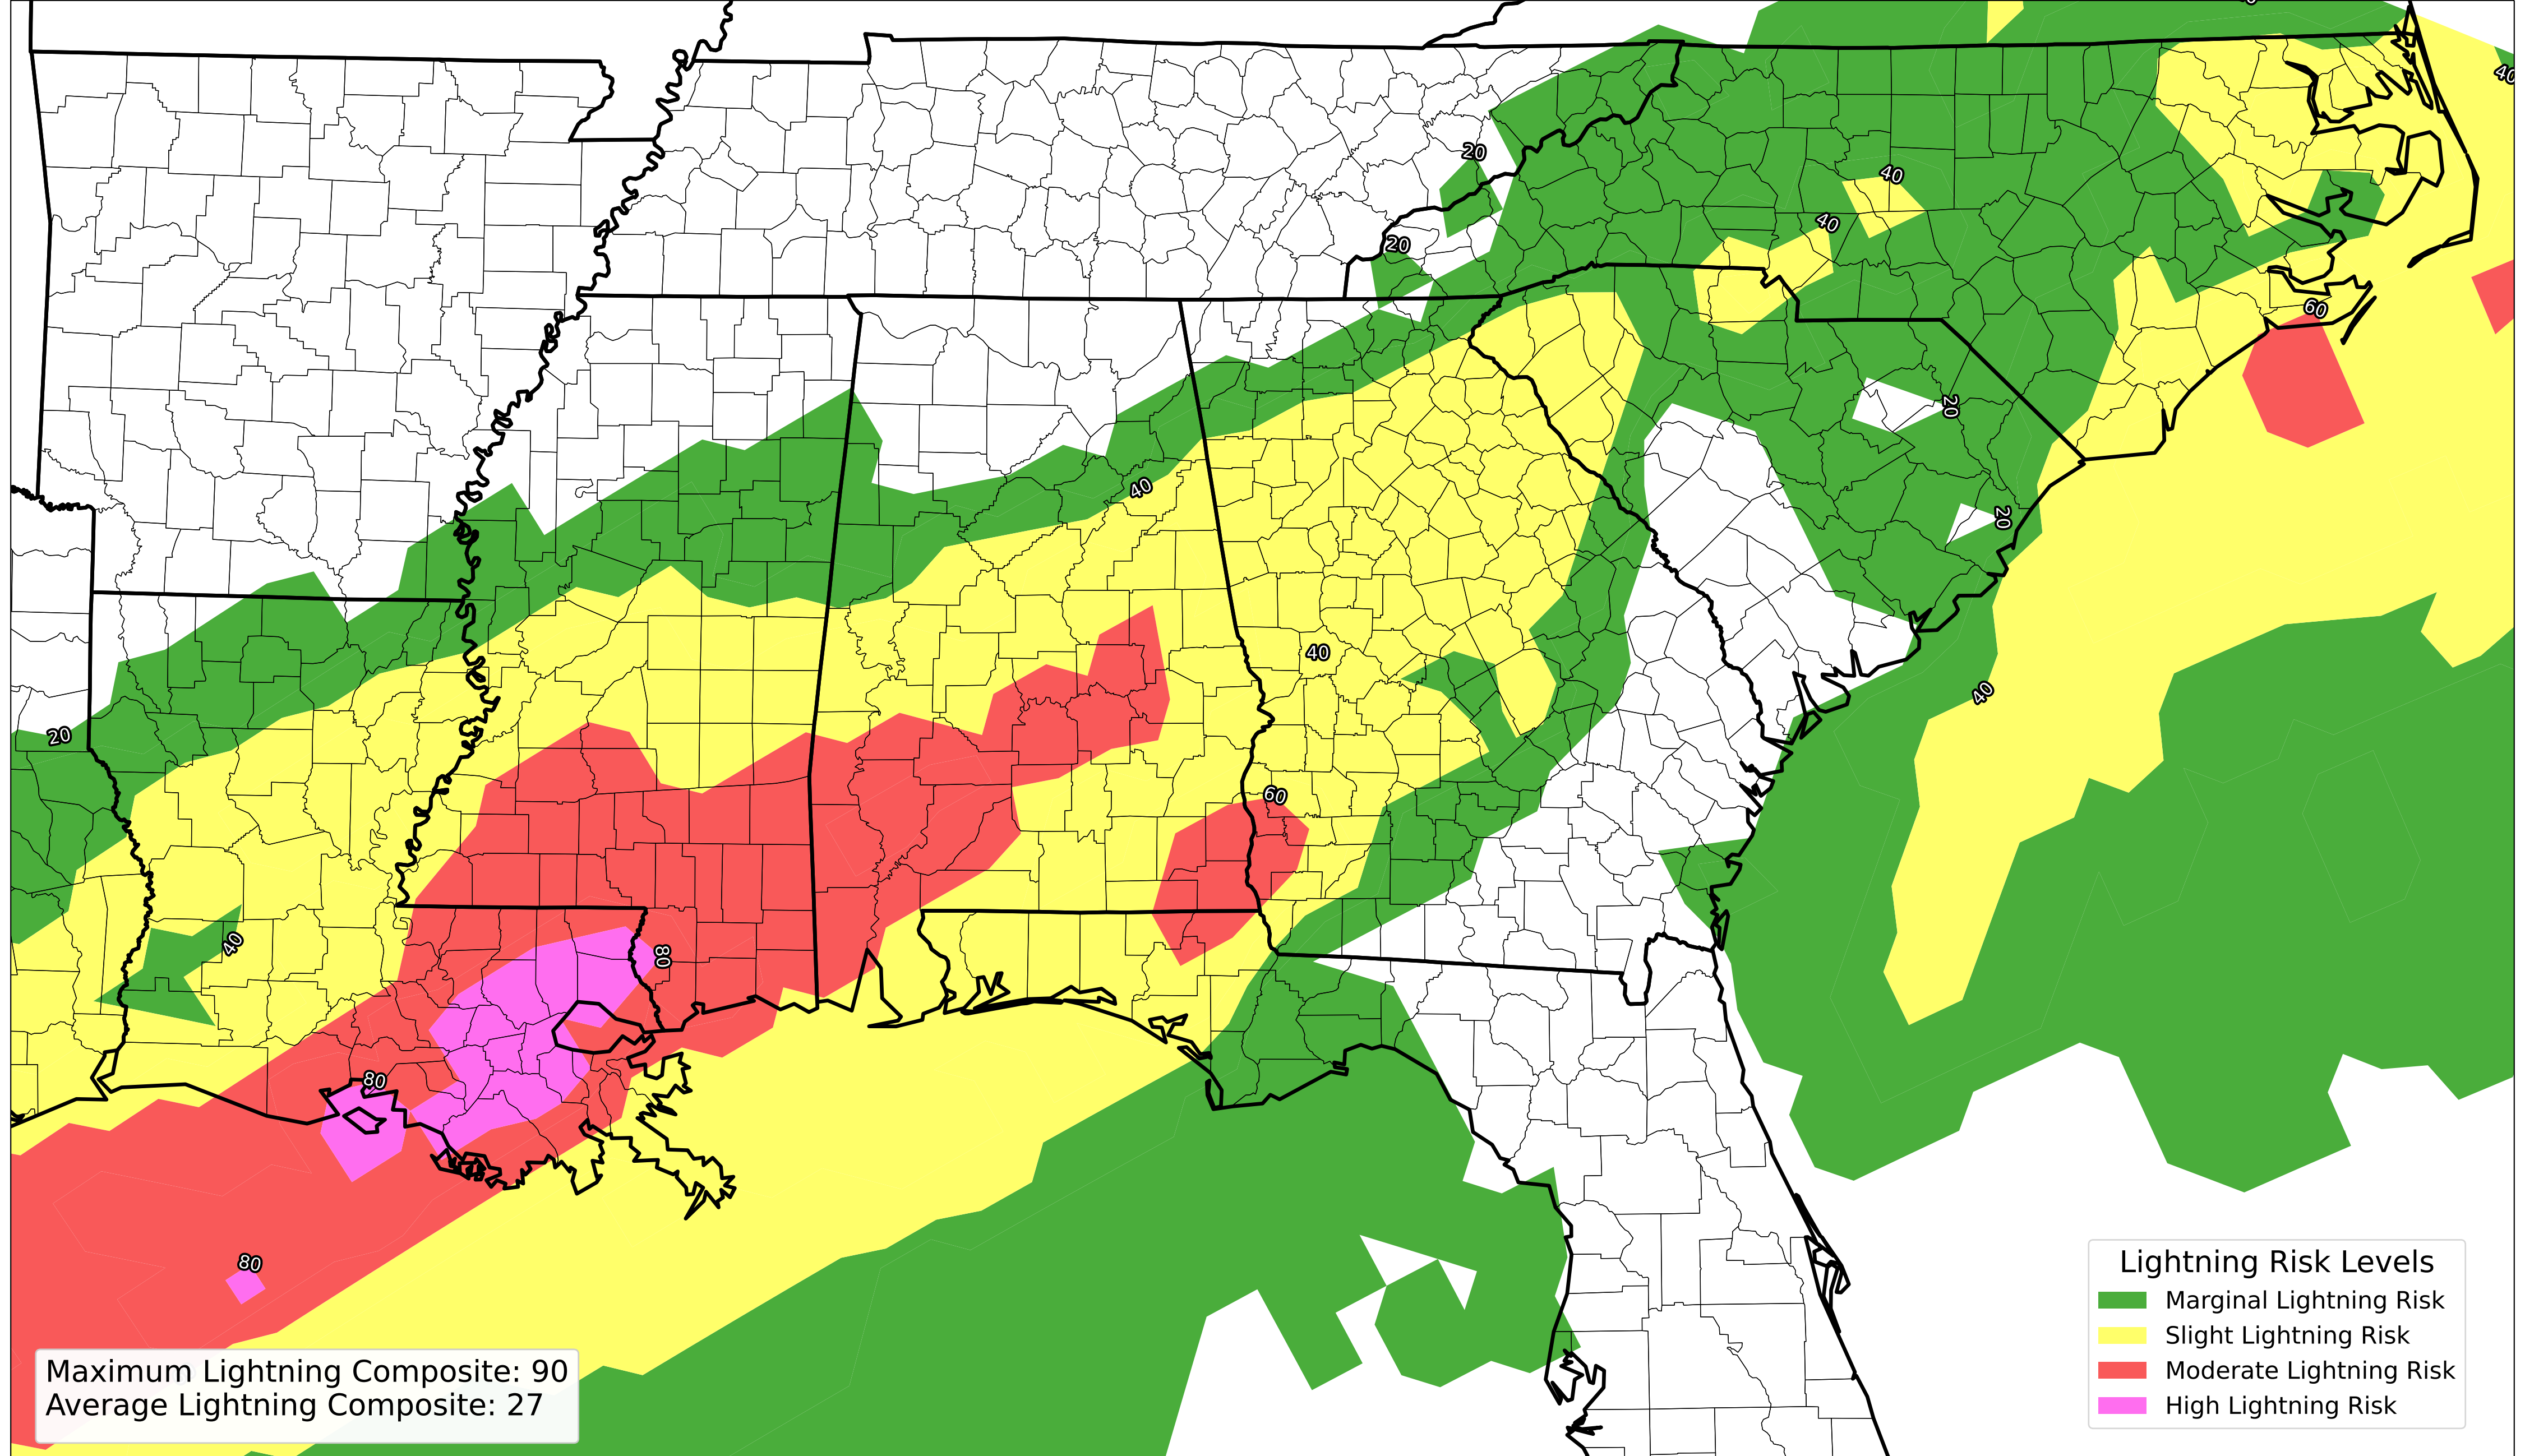 40
40
20
40
40
20
60
20
40
20
40
20
40
60
40
80
80
80
Lightning Risk Levels
Marginal Lightning Risk
Slight Lightning Risk
Moderate Lightning Risk
High Lightning Risk
Maximum Lightning Composite: 90
Average Lightning Composite: 27